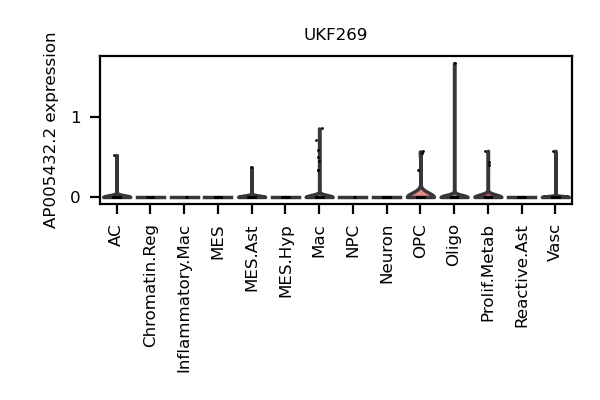 UKF269
AP005432.2 expression
1
0
AC
Chromatin.Reg
Inflammatory.Mac
MES
MES.Ast
MES.Hyp
Mac
NPC
Neuron
OPC
Oligo
Prolif.Metab
Reactive.Ast
Vasc